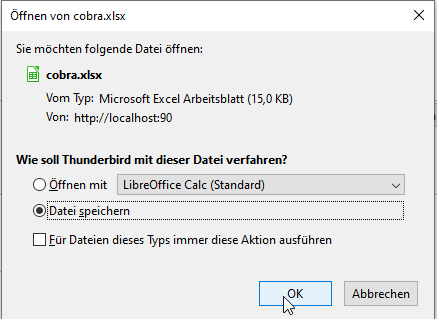 Öffnen von cobra.xlsx
Sie möchten folgende Datei öffnen:
cobra.xlsx
Vom Typ: Microsoft Excel Arbeitsblatt (15,0 KB)
Von: http://localhost:90
Wie soll Thunderbird mit dieser Datei verfahren?
Öffnen mit LibreOffice Calc (Standard)
Datei speichern
Für Dateien dieses Typs immer diese Aktion ausführen
OK Abbrechen